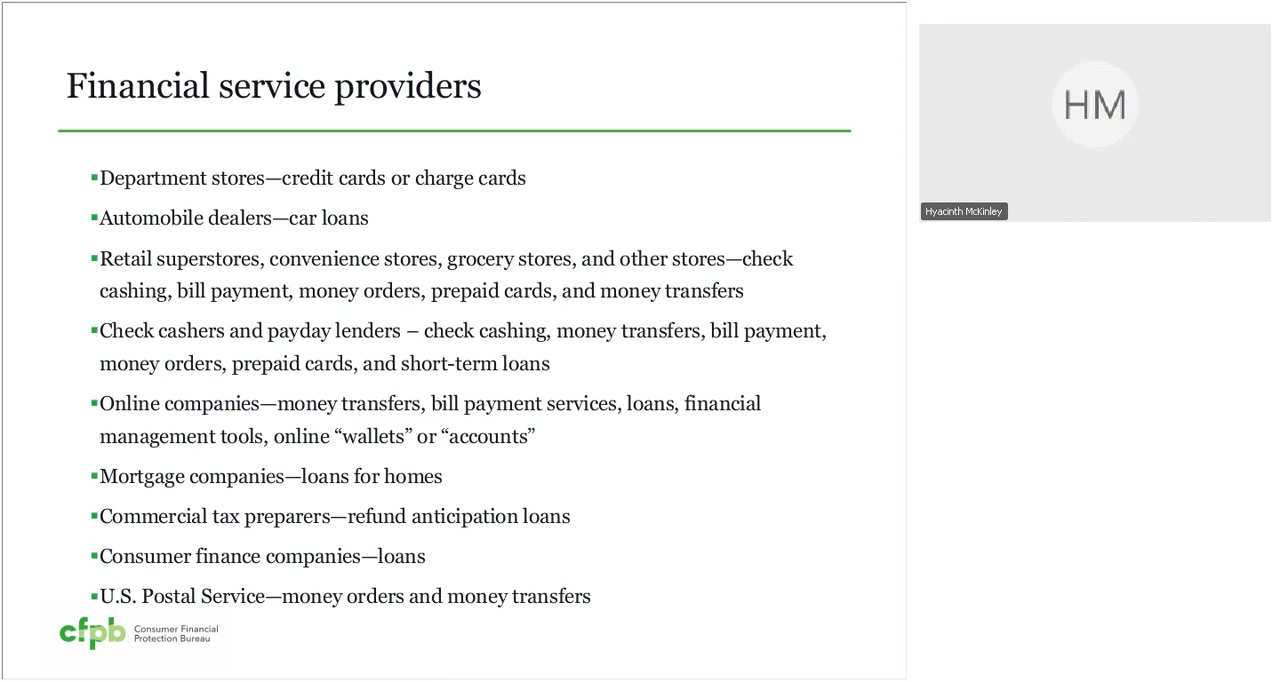 Financial service providers
▪Department stores—credit cards or charge cards
▪Automobile dealers—car loans
▪Retail superstores, convenience stores, grocery stores, and other stores—check
cashing, bill payment, money orders, prepaid cards, and money transfers
▪Check cashers and payday lenders – check cashing, money transfers, bill payment,
money orders, prepaid cards, and short-term loans
▪Online companies—money transfers, bill payment services, loans, financial
management tools, online “wallets” or “accounts”
▪Mortgage companies—loans for homes
▪Commercial tax preparers—refund anticipation loans
▪Consumer finance companies—loans
▪U.S. Postal Service—money orders and money transfers
cfpb
Consumer Financial
Protection Bureau
HM
Hyacinth McKinley